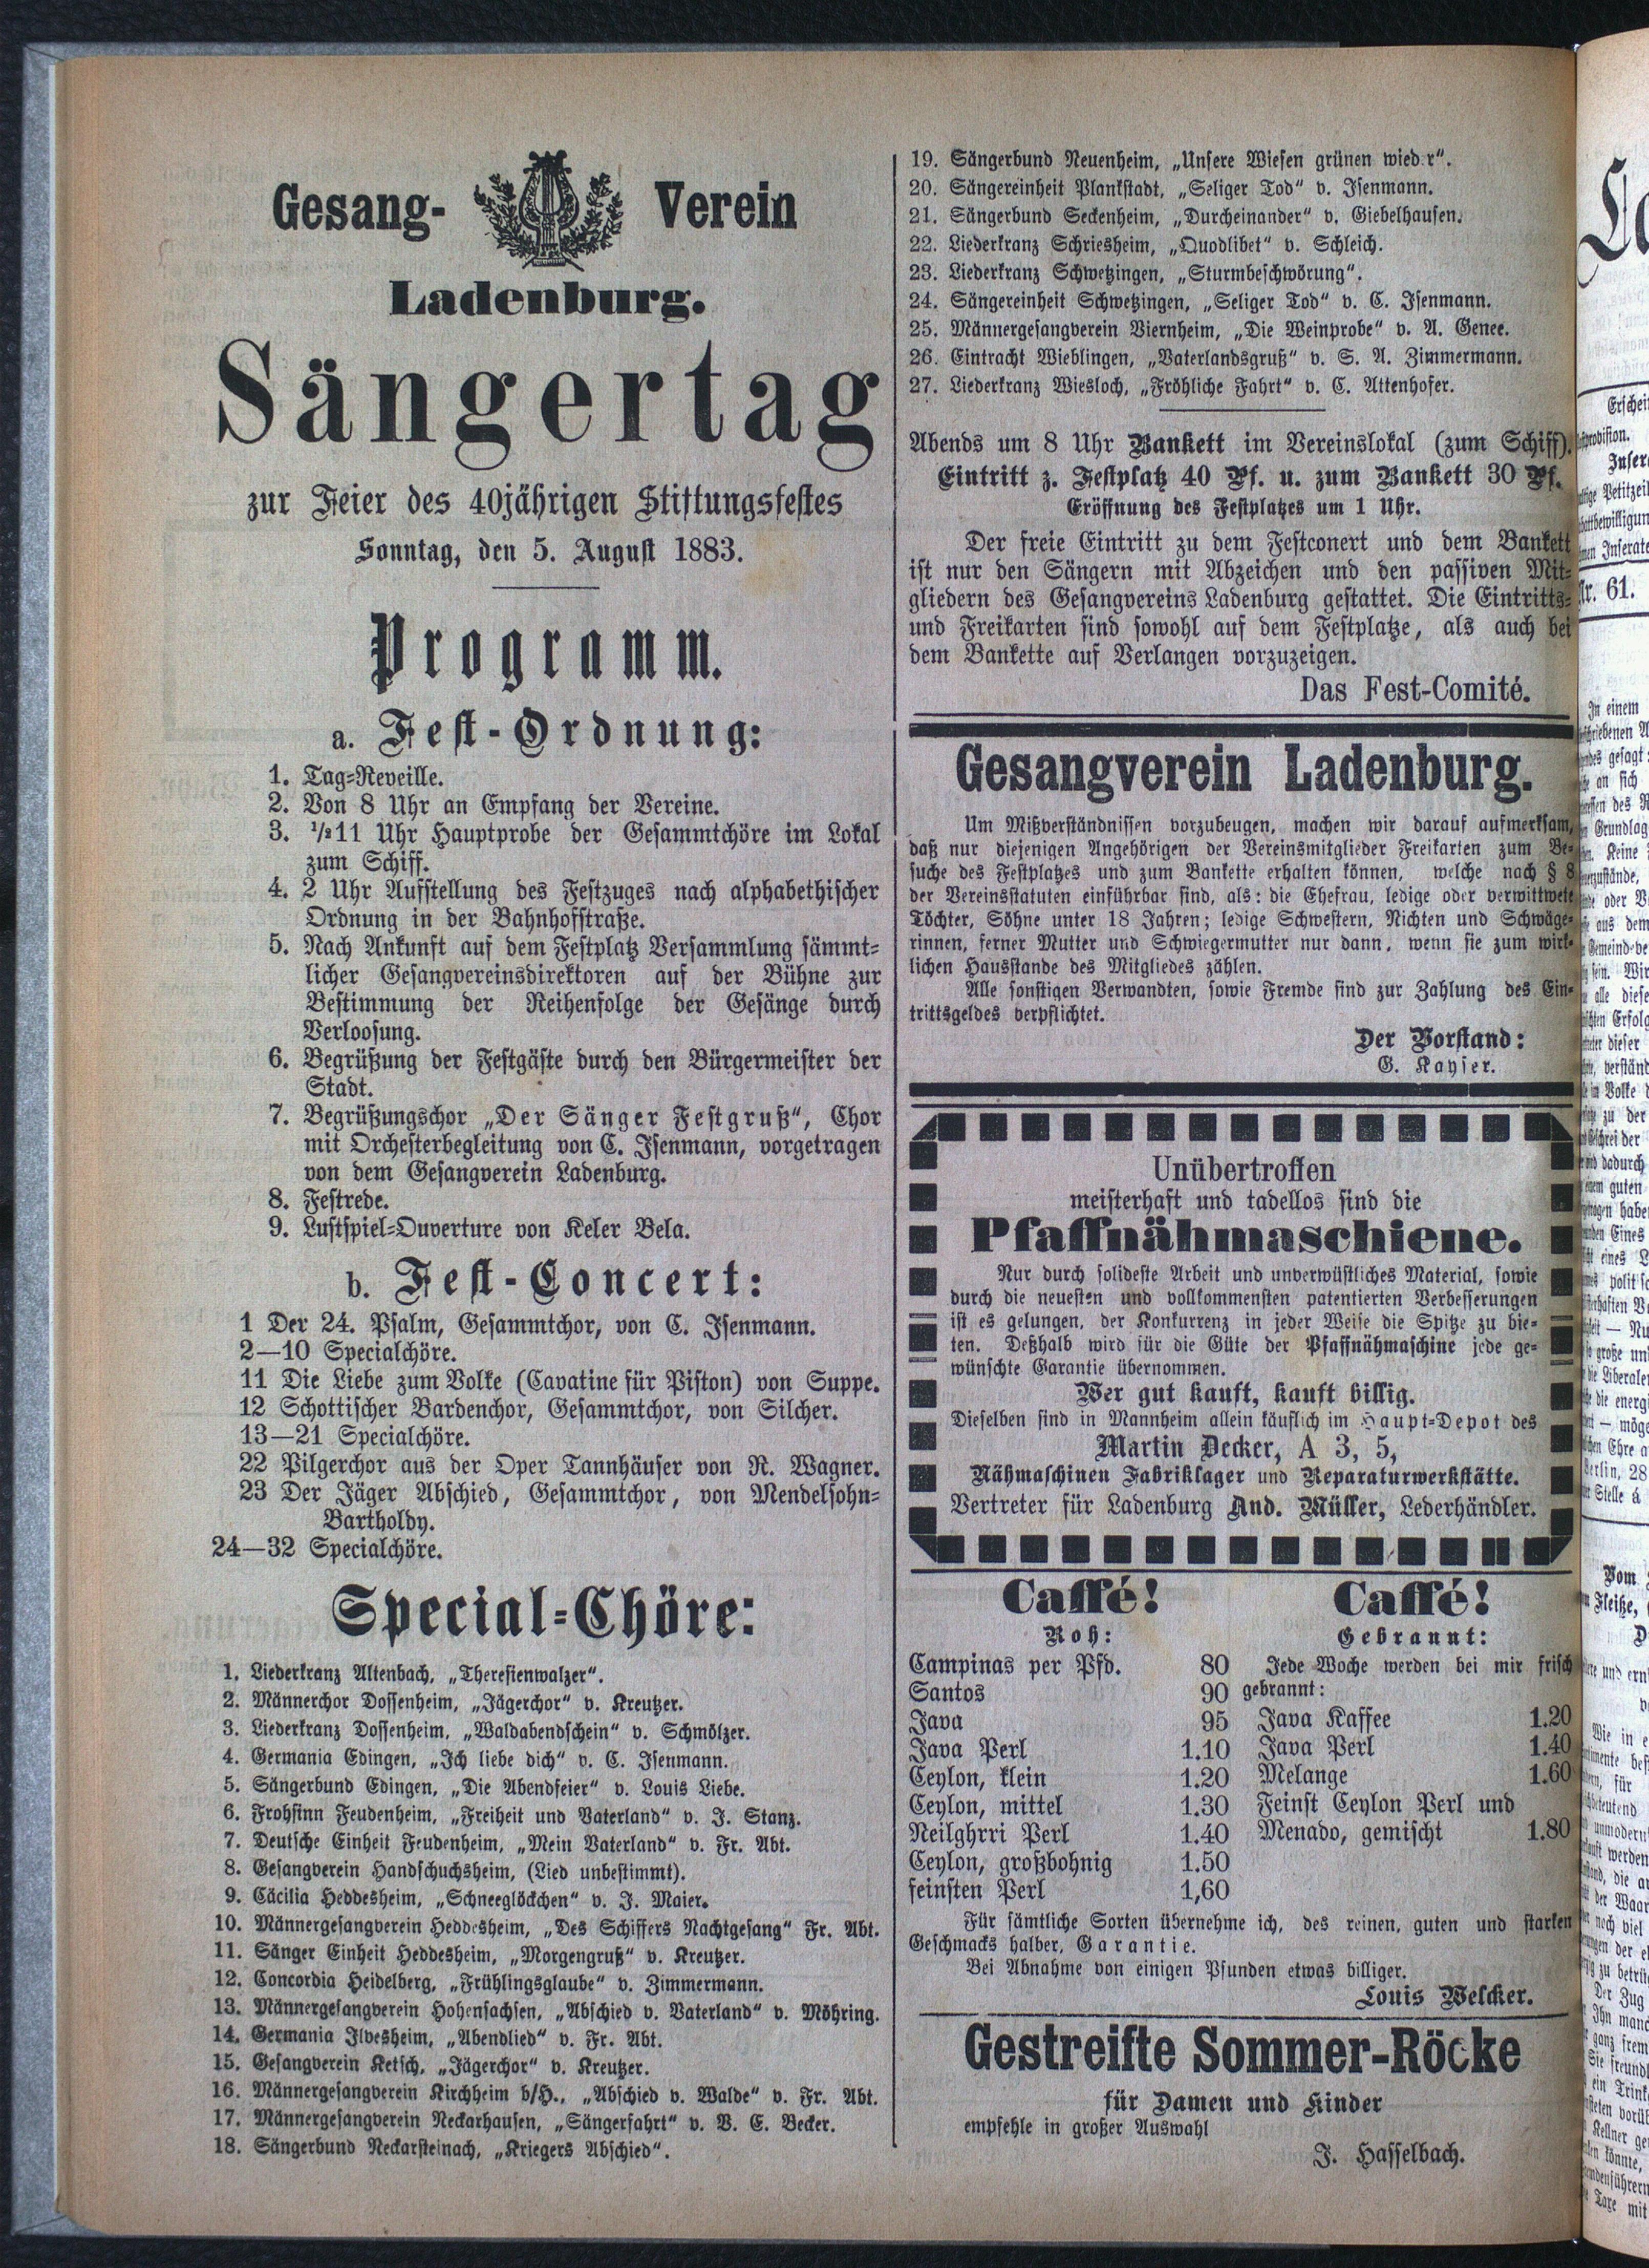 Gesang- Verein
Ladenburg.
Sängertag
zur Feier des 40jährigen Stiftungsfestes
Sonntag, den 5. August 1883.
Programm.
a. Fest-Ordnung:
1. Tag=Reveille.
2. Von 8 Uhr an Empfang der Vereine.
3. ½11 Uhr Hauptprobe der Gesammtchöre im Lokal
zum Schiff.
4. 2 Uhr Aufstellung des Festzuges nach alphabethischer
Ordnung in der Bahnhofstraße.
5. Nach Ankunft auf dem Festplatz Versammlung sämmt=
licher Gesangvereinsdirektoren auf der Bühne zur
Bestimmung der Reihenfolge der Gesänge durch
Verloosung.
6. Begrüßung der Festgäste durch den Bürgermeister der
Stadt.
7. Begrüßungschor „Der Sänger Festgruß“, Chor
mit Orchesterbegleitung von C. Isenmann, vorgetragen
von dem Gesangverein Ladenburg.
8. Festrede.
9. Lustspiel=Ouverture von Keler Bela.
b. Fest-Concert:
1 Der 24. Psalm, Gesammtchor, von C. Isenmann.
2—10 Specialchöre.
11 Die Liebe zum Volke (Cavatine für Piston) von Suppe.
12 Schottischer Bardenchor, Gesammtchor, von Silcher.
13—21 Specialchöre.
22 Pilgerchor aus der Oper Tannhäuser von R. Wagner.
23 Der Jäger Abschied, Gesammtchor, von Mendelsohn=
Bartholdy.
24—32 Specialchöre.
Special=Chöre:
1. Liederkranz Altenbach, „Theresienwalzer“.
2. Männerchor Dossenheim, „Jägerchor“ v. Kreutzer.
3. Liederkranz Dossenheim, „Waldabendschein“ v. Schmölzer.
4. Germania Edingen, „Ich liebe dich“ v. C. Isenmann.
5. Sängerbund Edingen, „Die Abendfeier“ v. Louis Liebe.
6. Frohsinn Feudenheim, „Freiheit und Vaterland“ v. J. Stanz.
7. Deutsche Einheit Feudenheim, „Mein Vaterland“ v. Fr. Abt.
8. Gesangverein Handschuchsheim, (Lied unbestimmt).
9. Cäcilia Heddesheim, „Schneeglöckchen“ v. J. Maier.
10. Männergesangverein Heddesheim, „Des Schiffers Nachtgesang“ Fr. Abt.
11. Sänger Einheit Heddesheim, „Morgengruß“ v. Kreutzer.
12. Concordia Heidelberg, „Frühlingsglaube“ v. Zimmermann.
13. Männergesangverein Hohensachsen, „Abschied v. Vaterland“ v. Möhring.
14. Germania Ilvesheim, „Abendlied“ v. Fr. Abt.
15. Gesangverein Ketsch, „Jägerchor“ v. Kreutzer.
16. Männergesangverein Kirchheim b/H., „Abschied v. Walde“ v. Fr. Abt.
17. Männergesangverein Neckarhausen, „Sängerfahrt“ v. V. E. Becker.
18. Sängerbund Neckarsteinach, „Kriegers Abschied“.
19. Sängerbund Neuenheim, „Unsere Wiesen grünen wied.r“.
20. Sängereinheit Plankstadt, „Seliger Tod“ v. Isenmann.
21. Sängerbund Seckenheim, „Durcheinander“ v. Giebelhausen.
22. Liederkranz Schriesheim, „Quodlibet“ v. Schleich.
23. Liederkranz Schwetzingen, „Sturmbeschwörung“.
24. Sängereinheit Schwetzingen, „Seliger Tod“ v. C. Isenmann.
25. Männergesangverein Viernheim, „Die Weinprobe“ v. A. Genee.
26. Eintracht Wieblingen, „Vaterlandsgruß“ v. S. A. Zimmermann.
27. Liederkranz Wiesloch, „Fröhliche Fahrt“ v. C. Attenhofer.
Abends um 8 Uhr Bankett im Vereinslokal (zum Schiff).
Eintritt z. Festplatz 40 Pf. u. zum Bankett 30 Pf.
Eröffnung des Festplatzes um 1 Uhr.
Der freie Eintritt zu dem Festconert und dem Bankett
ist nur den Sängern mit Abzeichen und den passiven Mit=
gliedern des Gesangvereins Ladenburg gestattet. Die Eintritts=
und Freikarten sind sowohl auf dem Festplatze, als auch bei
dem Bankette auf Verlangen vorzuzeigen.
Das Fest-Comité.
Gesangverein Ladenburg.
Um Mißverständnissen vorzubeugen, machen wir darauf aufmerksam,
daß nur diejenigen Angehörigen der Vereinsmitglieder Freikarten zum Be=
suche des Festplatzes und zum Bankette erhalten können, welche nach § 8
der Vereinsstatuten einführbar sind, als: die Ehefrau, ledige oder verwittwete
Töchter, Söhne unter 18 Jahren; ledige Schwestern, Nichten und Schwäge=
rinnen, ferner Mutter und Schwiegermutter nur dann, wenn sie zum wirk=
lichen Hausstande des Mitgliedes zählen.
Alle sonstigen Verwandten, sowie Fremde sind zur Zahlung des Ein=
trittsgeldes verpflichtet.
Der Vorstand:
G. Kayser.
Unübertroffen
meisterhaft und tadellos sind die
Pfaffnähmaschiene.
Nur durch solideste Arbeit und unverwüstliches Material, sowie
durch die neuesten und vollkommensten patentierten Verbesserungen
ist es gelungen, der Konkurrenz in jeder Weise die Spitze zu bie=
ten. Deßhalb wird für die Güte der Pfaffnähmaschine jede ge=
wünschte Garantie übernommen.
Wer gut kauft, kauft billig.
Dieselben sind in Mannheim allein käuflich im Haupt=Depot des
Martin Decker, A 3, 5,
Nähmaschinen Fabriklager und Reparaturwerkstätte.
Vertreter für Ladenburg And. Müller, Lederhändler.
Caffé!
Roh:
Campinas per Pfd. 80
Santos 90
Java 95
Java Perl 1.10
Ceylon, klein 1.20
Ceylon, mittel 1.30
Neilghrri Perl 1.40
Ceylon, großbohnig 1.50
feinsten Perl 1,60
Caffé!
Gebrannt:
Jede Woche werden bei mir frisch
gebrannt:
Java Kaffee 1.20
Java Perl 1.40
Melange 1.60
Feinst Ceylon Perl und
Menado, gemischt 1.80
Für sämtliche Sorten übernehme ich, des reinen, guten und starken
Geschmacks halber, Garantie.
Bei Abnahme von einigen Pfunden etwas billiger.
Louis Welcker.
Gestreifte Sommer-Röcke
für Damen und Kinder
empfehle in großer Auswahl
J. Hasselbach.
Nr. 61.